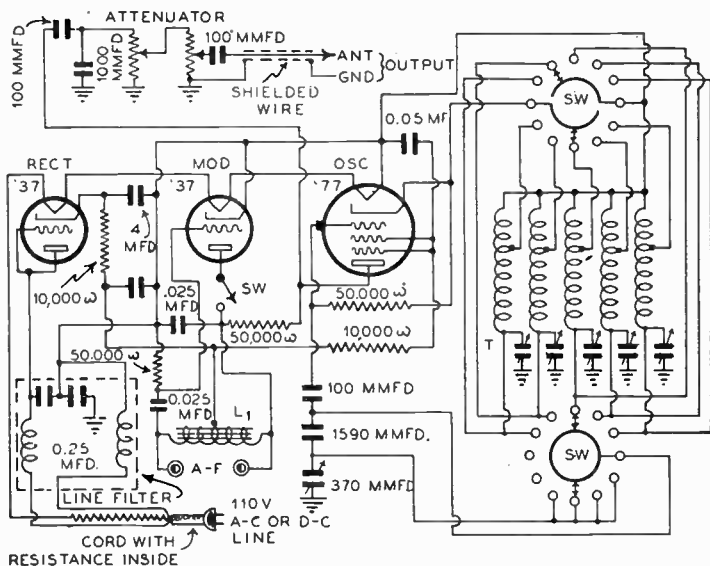 ATTENUATOR
100 MMFD
1000 MMFD
100 MMFD
ANT
GND
OUTPUT
SHIELDED
WIRE
0.05 MF
SW
RECT
MOD
OSC
'37
'37
'77
4
MFD
10,000 ω
.025
MFD
SW
50,000 ω
50.000 ω
10,000 ω
50.000 ω
0.025
MFD
L1
A-F
0.25
MFD.
LINE FILTER
100 MMFD
1590 MMFD.
370 MMFD
T
SW
110 V
A-C OR D-C
LINE
CORD WITH
RESISTANCE INSIDE